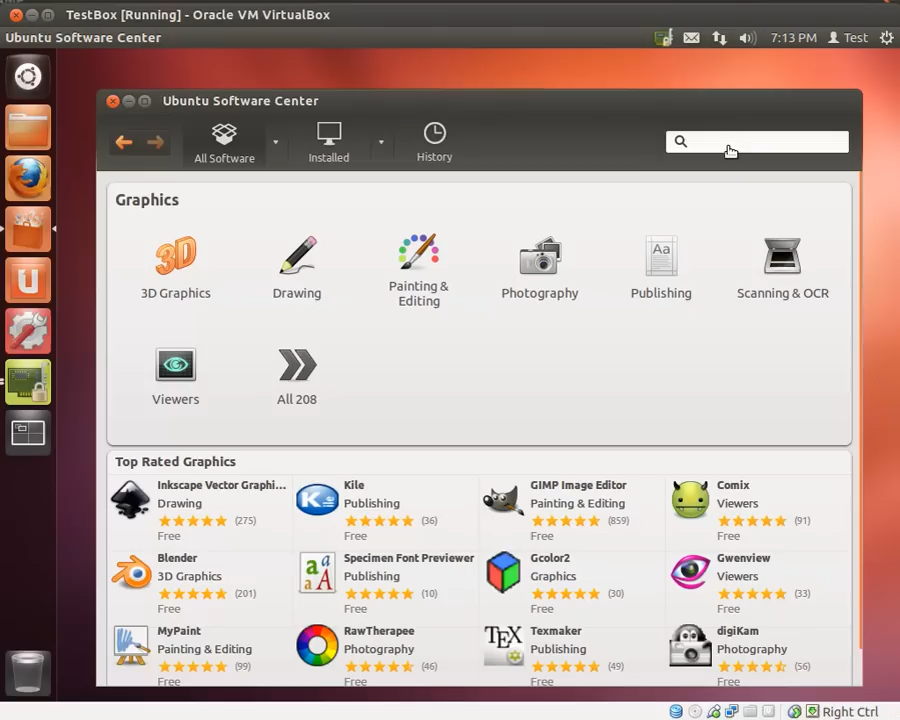 TestBox [Running] - Oracle VM VirtualBox
Ubuntu Software Center
7:13 PM Test
Ubuntu Software Center
All Software Installed History
Graphics
3D Graphics Drawing Painting & Editing Photography Publishing Scanning & OCR
Viewers All 208
Top Rated Graphics
Inkscape Vector Graphi... Kile GIMP Image Editor Comix
Drawing Publishing Painting & Editing Viewers
(275) (36) (859) (91)
Free Free Free Free
Blender Specimen Font Previewer Gcolor2 Gwenview
3D Graphics Publishing Graphics Viewers
(201) (10) (30) (33)
Free Free Free Free
MyPaint RawTherapee Texmaker digiKam
Painting & Editing Photography Publishing Photography
(99) (46) (49) (56)
Free Free Free Free
Right Ctrl